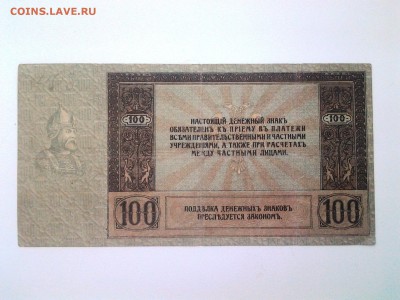 COINS.LAVE.RU
НАСТОЯЩІЙ ДЕНЕЖНЫЙ ЗНАКЪ
ОБЯЗАТЕЛЕНЪ КЪ ПРІЕМУ ВЪ ПЛАТЕЖИ
ВСѢМИ ПРАВИТЕЛЬСТВЕННЫМИ И ЧАСТНЫМИ
УЧРЕЖДЕНІЯМИ, А ТАКЖЕ ПРИ РАСЧЕТАХЪ
МЕЖДУ ЧАСТНЫМИ ЛИЦАМИ.
100 100
100 ПОДДѢЛКА ДЕНЕЖНЫХЪ ЗНАКОВЪ 100
ПРЕСЛѢДУЕТСЯ ЗАКОНОМЪ.